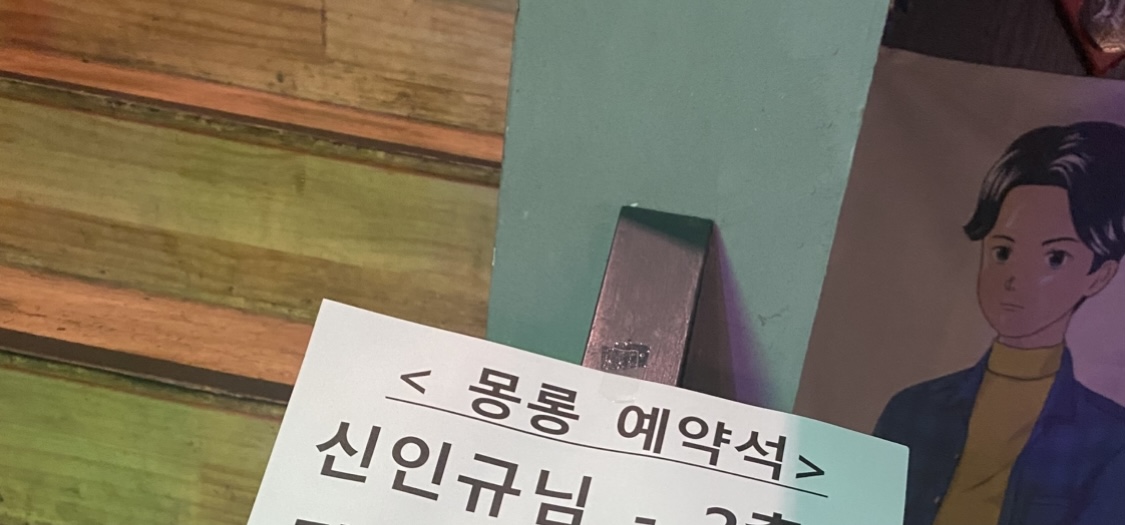 < 몽롱 예약석>
신인규님 -